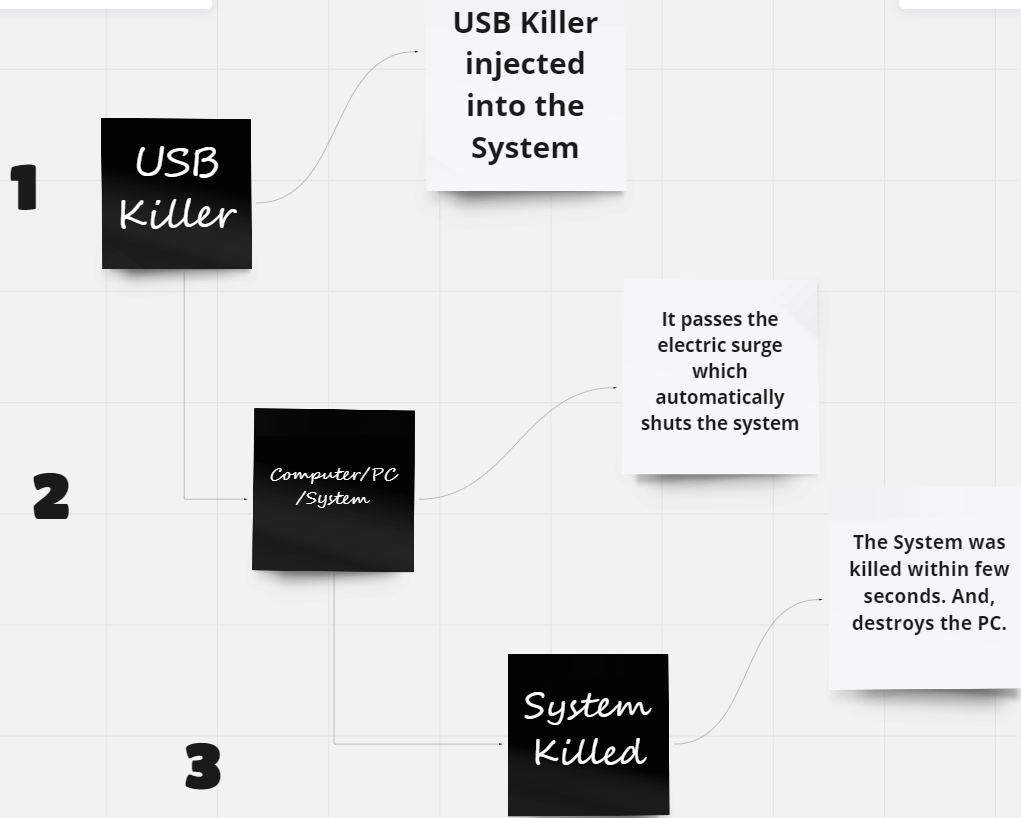 1
USB
Killer
USB Killer
injected
into the
System
2
Computer/PC
/System
It passes the
electric surge
which
automatically
shuts the system
3
System
Killed
The System was
killed within few
seconds. And,
destroys the PC.